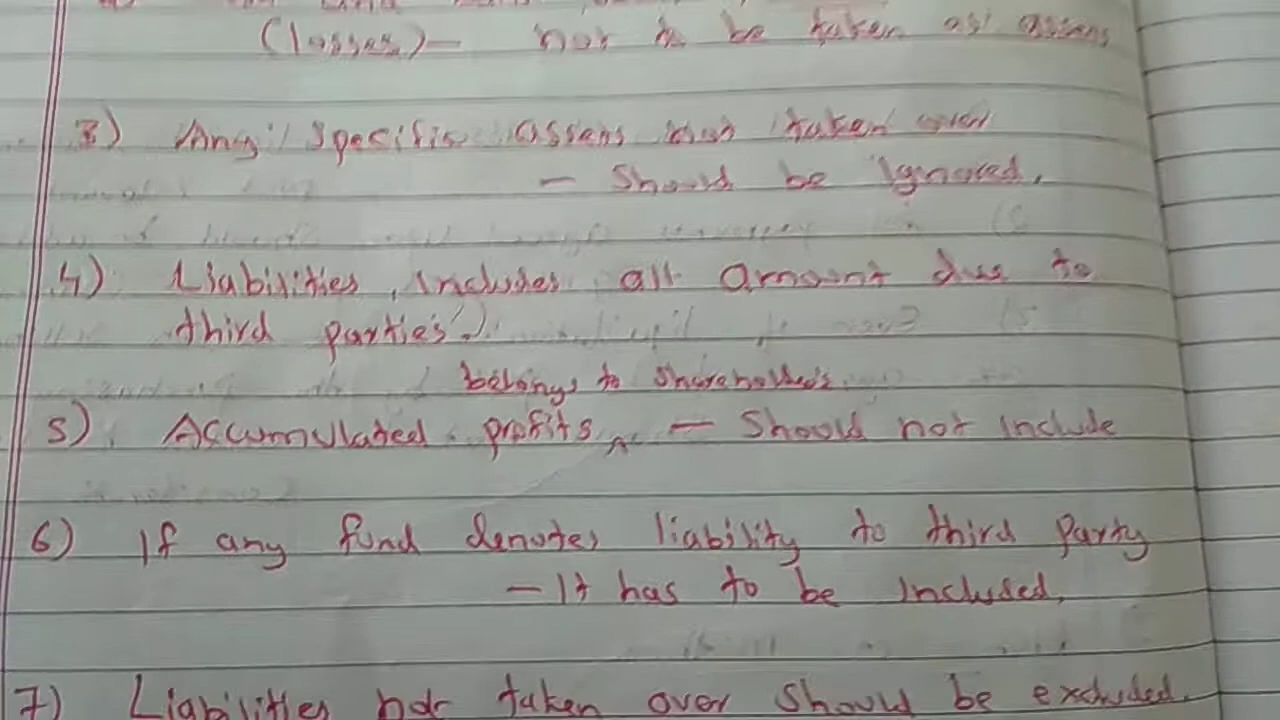 (losses) — not to be taken as assets
3) Any specific assets not taken over
— Should be Ignored.
4) Liabilities, Includes all amount due to
third parties.
belongs to shareholders
5) Accumulated profits ^ — Should not include
6) If any fund denotes liability to third party
— It has to be Included.
7) Liabilities not taken over should be excluded.